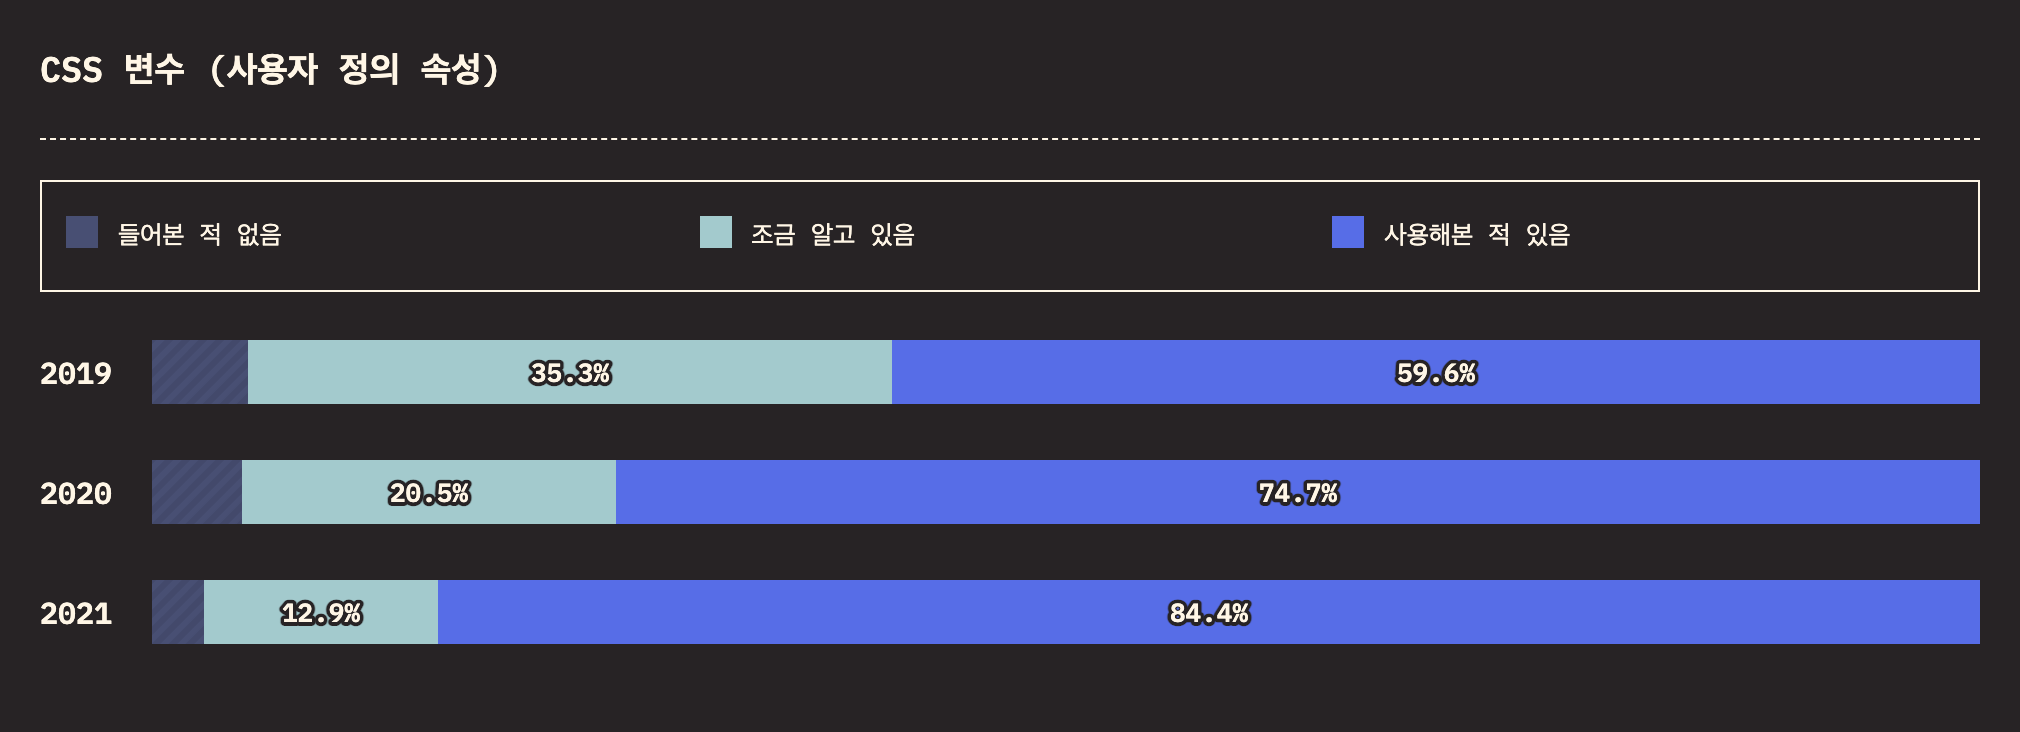 CSS 변수 (사용자 정의 속성)
들어본 적 없음 조금 알고 있음 사용해본 적 있음
2019 35.3% 59.6%
2020 20.5% 74.7%
2021 12.9% 84.4%